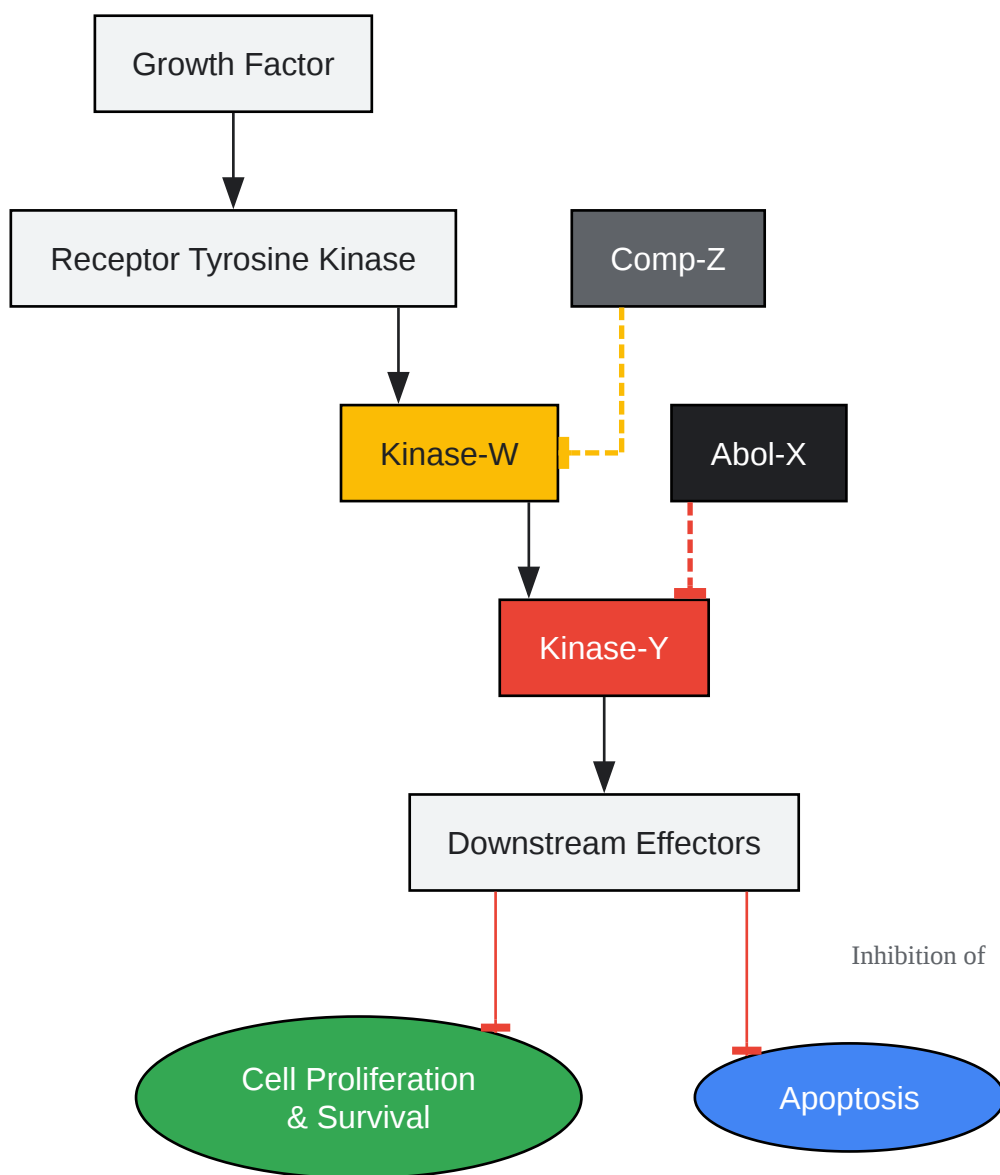 Growth Factor
Receptor Tyrosine Kinase
Comp-Z
Kinase-W
Abol-X
Kinase-Y
Downstream Effectors
Inhibition of
Cell Proliferation
& Survival
Apoptosis